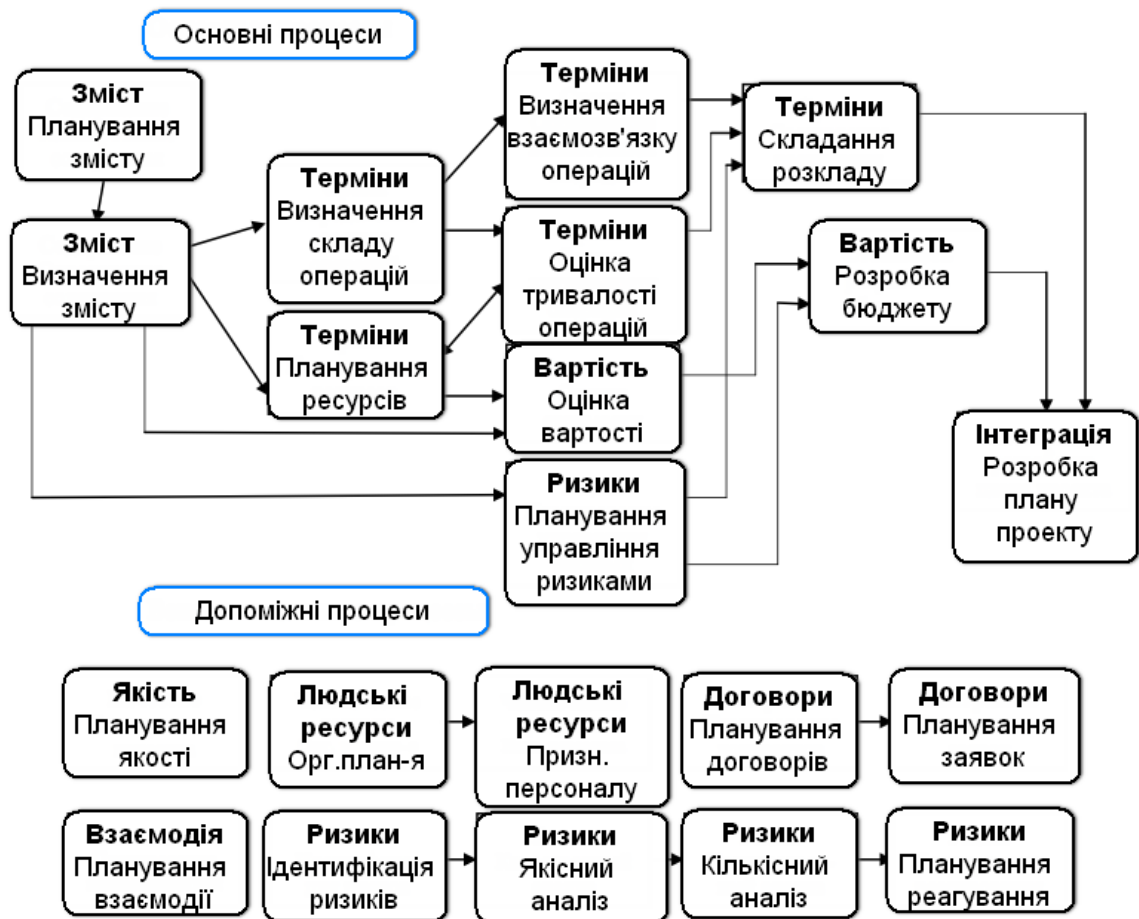 Основні процеси
Зміст
Планування
змісту
Зміст
Визначення
змісту
Терміни
Визначення
складу
операцій
Терміни
Планування
ресурсів
Терміни
Визначення
взаємозв'язку
операцій
Терміни
Оцінка
тривалості
операцій
Вартість
Оцінка
вартості
Ризики
Планування
управління
ризиками
Терміни
Складання
розкладу
Вартість
Розробка
бюджету
Інтеграція
Розробка
плану
проекту
Допоміжні процеси
Якість
Планування
якості
Людські
ресурси
Орг.план-я
Людські
ресурси
Призн.
персоналу
Договори
Планування
договорів
Договори
Планування
заявок
Взаємодія
Планування
взаємодії
Ризики
Ідентифікація
ризиків
Ризики
Якісний
аналіз
Ризики
Кількісний
аналіз
Ризики
Планування
реагування